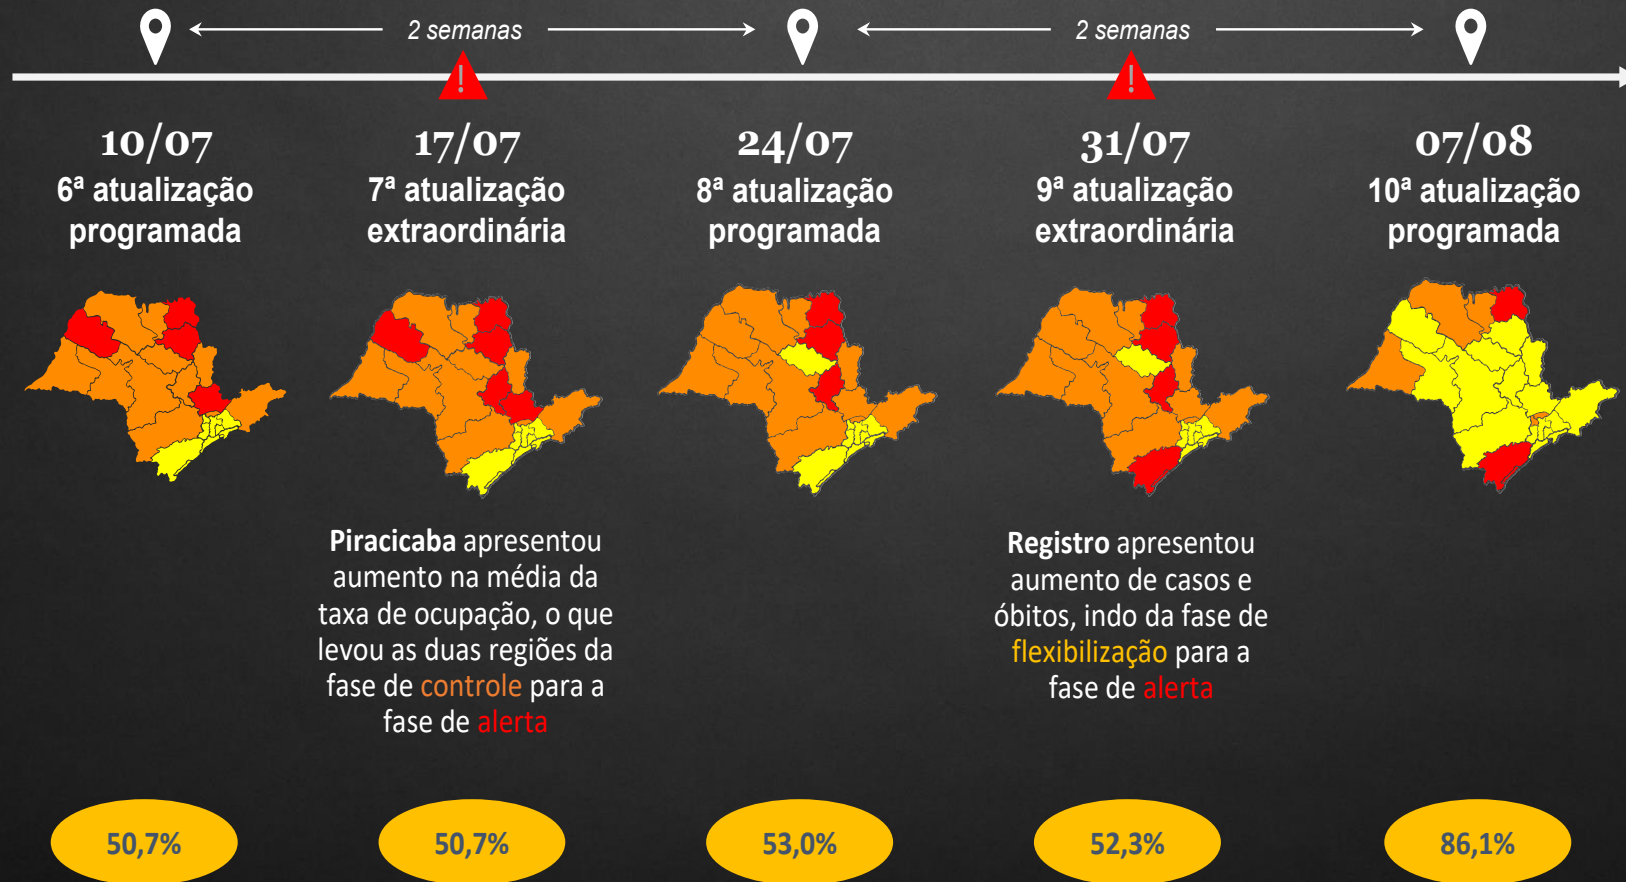 2 semanas
2 semanas
!
!
10/07
6ª atualização
programada
17/07
7ª atualização
extraordinária
24/07
8ª atualização
programada
31/07
9ª atualização
extraordinária
07/08
10ª atualização
programada
Piracicaba apresentou
aumento na média da
taxa de ocupação, o que
levou as duas regiões da
fase de controle para a
fase de alerta
Registro apresentou
aumento de casos e
óbitos, indo da fase de
flexibilização para a
fase de alerta
50,7%
50,7%
53,0%
52,3%
86,1%